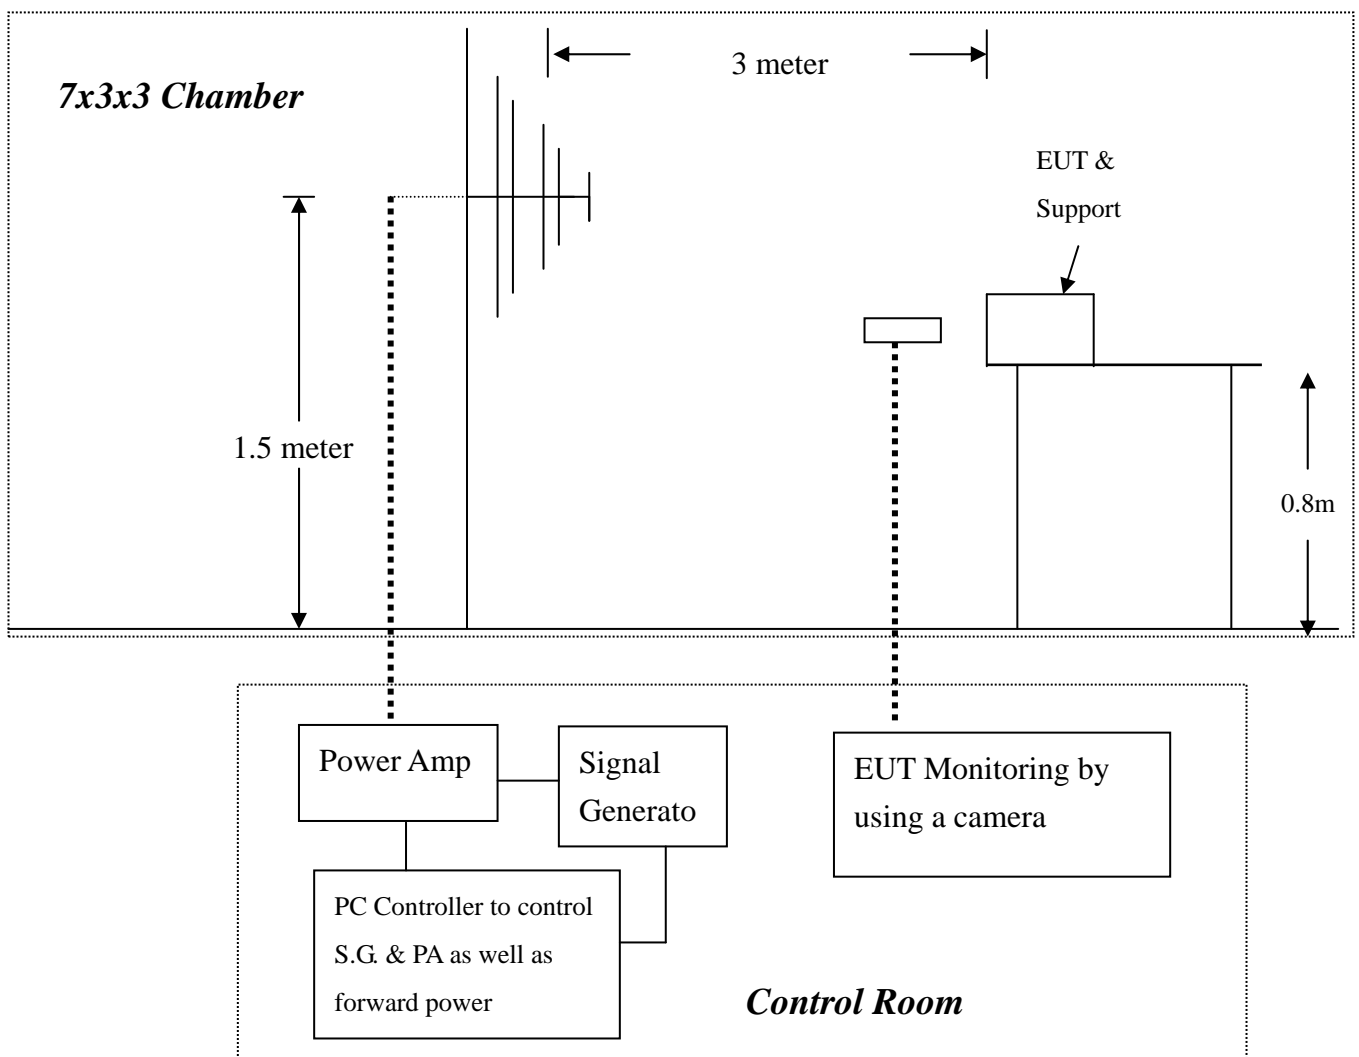 7x3x3 Chamber
3 meter
EUT &
Support
1.5 meter
0.8m
Power Amp
Signal
Generato
EUT Monitoring by
using a camera
PC Controller to control
S.G. & PA as well as
forward power
Control Room